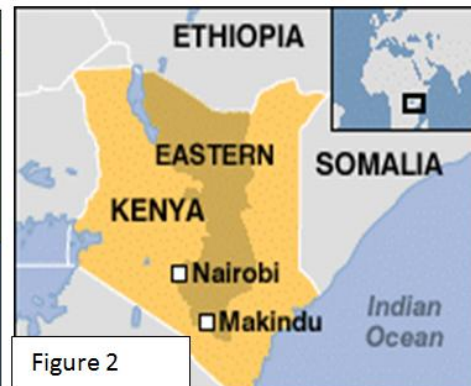 ETHIOPIA
EASTERN
SOMALIA
KENYA
Nairobi
Makindu
Indian
Ocean
Figure 2